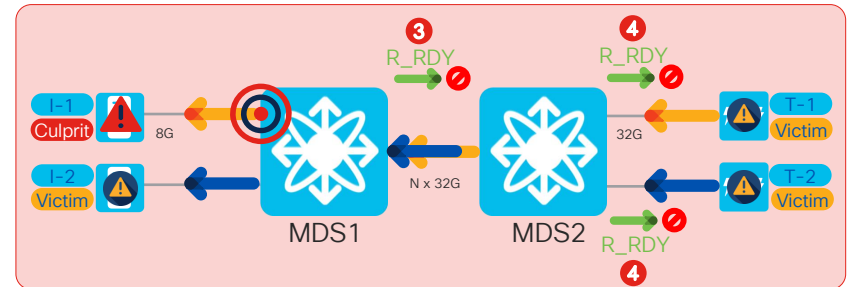 3
R_RDY
4
R_RDY
I-1
Culprit
8G
32G
T-1
Victim
I-2
Victim
N x 32G
T-2
Victim
MDS1
MDS2
R_RDY
4